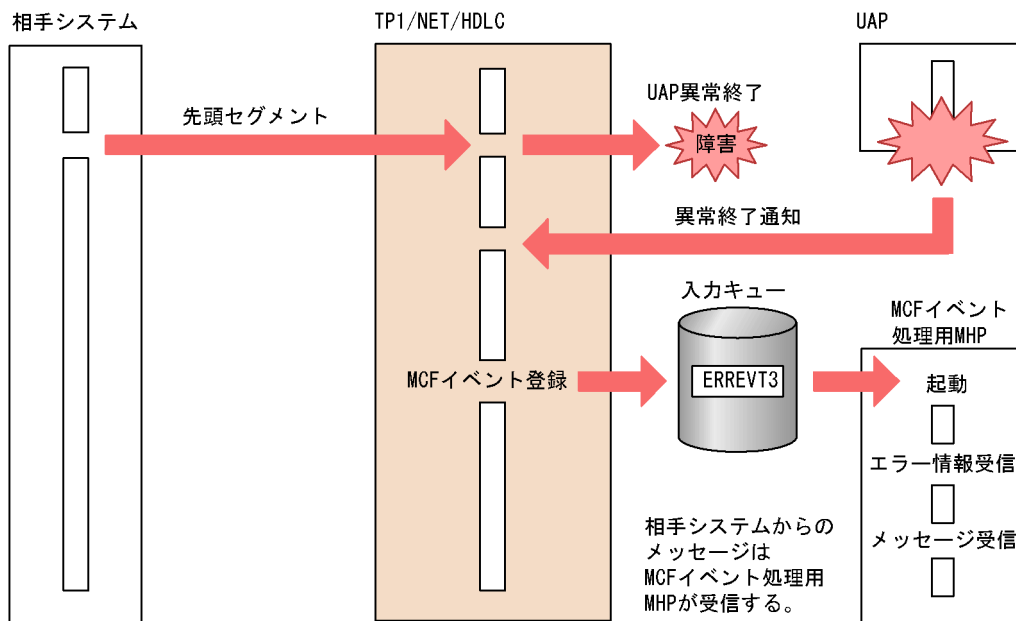 相手システム
TP1/NET/HDLC
UAP
先頭セグメント
UAP異常終了
障害
異常終了通知
入力キュー
MCFイベント
処理用MHP
MCFイベント登録
ERREVT3
起動
エラー情報受信
メッセージ受信
相手システムからの
メッセージは
MCFイベント処理用
MHPが受信する。